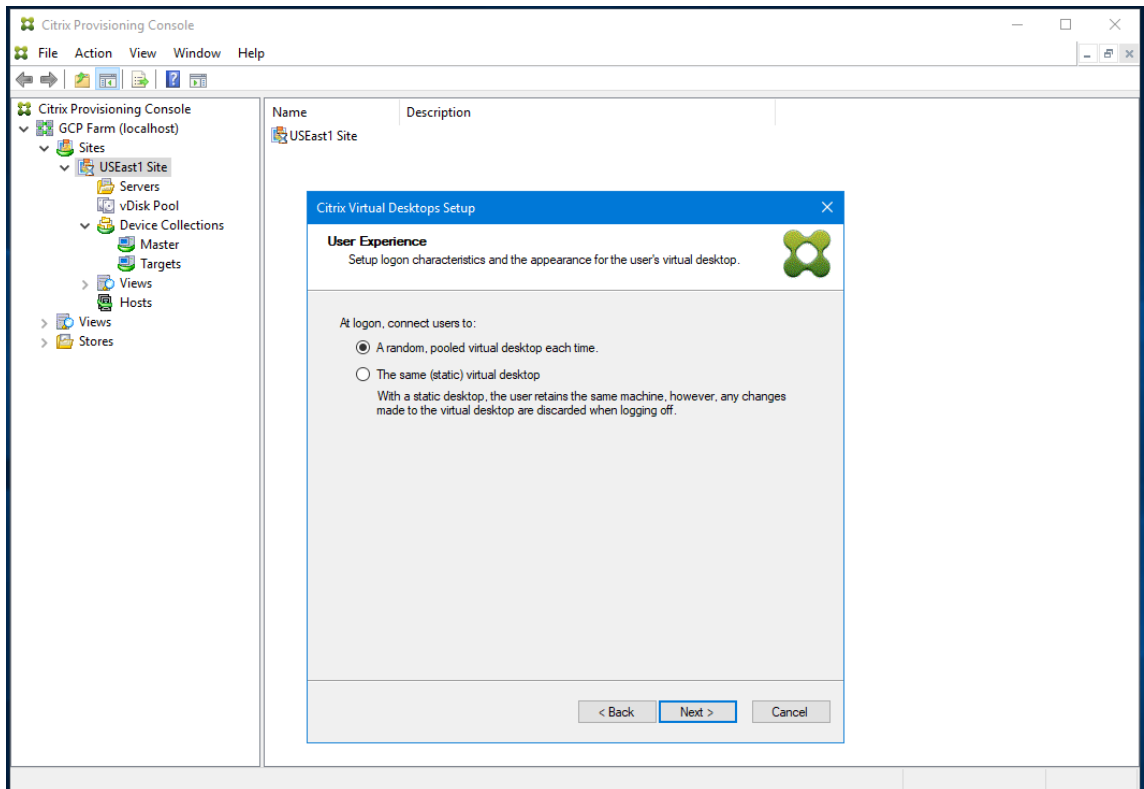 Citrix Provisioning Console
File Action View Window Help
Citrix Provisioning Console
GCP Farm (localhost)
Sites
USEast1 Site
Servers
vDisk Pool
Device Collections
Master
Targets
Views
Hosts
Views
Stores
Name Description
USEast1 Site
Citrix Virtual Desktops Setup
User Experience
Setup logon characteristics and the appearance for the user's virtual desktop.
At logon, connect users to:
A random, pooled virtual desktop each time.
The same (static) virtual desktop
With a static desktop, the user retains the same machine, however, any changes
made to the virtual desktop are discarded when logging off.
< Back Next > Cancel